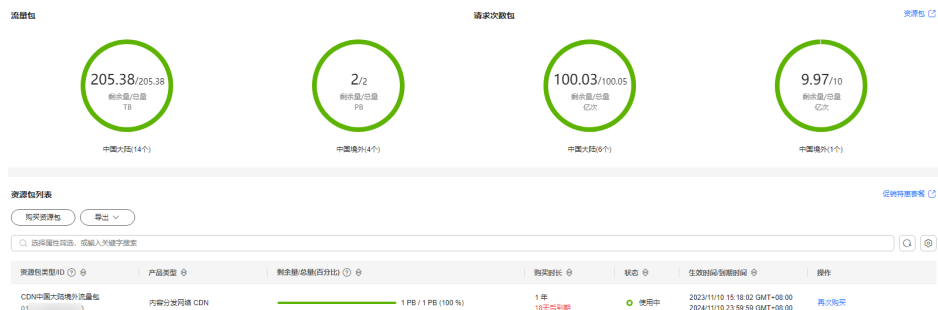 流量包
请求次数包
资源包
205.38/205.38
剩余量/总量
TB
中国大陆(14个)
2/2
剩余量/总量
PB
中国境外(4个)
100.03/100.05
剩余量/总量
亿次
中国大陆(6个)
9.97/10
剩余量/总量
亿次
中国境外(1个)
资源包列表
促销特惠套餐
购买资源包
导出
选择属性筛选，或输入关键字搜索
资源包类型/ID
产品类型
剩余量/总量(百分比)
购买时长
状态
生效时间/到期时间
操作
CDN中国大陆境外流量包
内容分发网络 CDN
1 PB / 1 PB (100 %)
1 年
18天后到期
使用中
2023/11/10 15:18:02 GMT+08:00
2024/11/10 23:59:59 GMT+08:00
再次购买